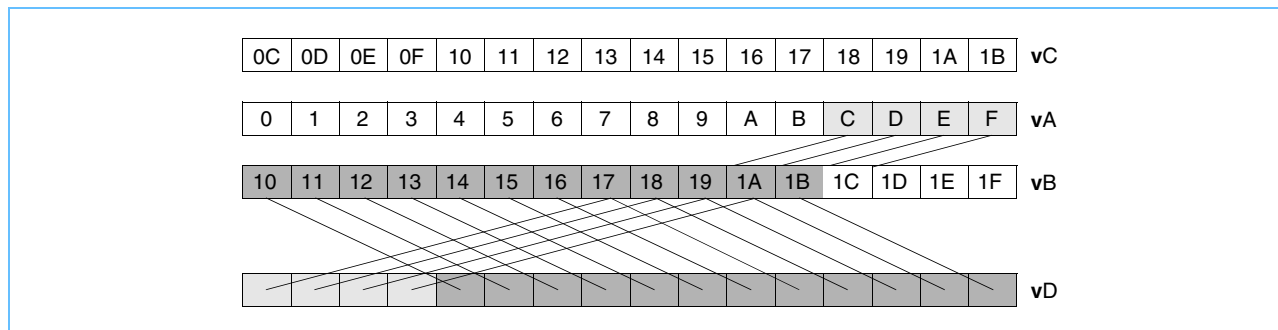 0C 0D 0E 0F 10 11 12 13 14 15 16 17 18 19 1A 1B vC
0 1 2 3 4 5 6 7 8 9 A B C D E F vA
10 11 12 13 14 15 16 17 18 19 1A 1B 1C 1D 1E 1F vB
vD